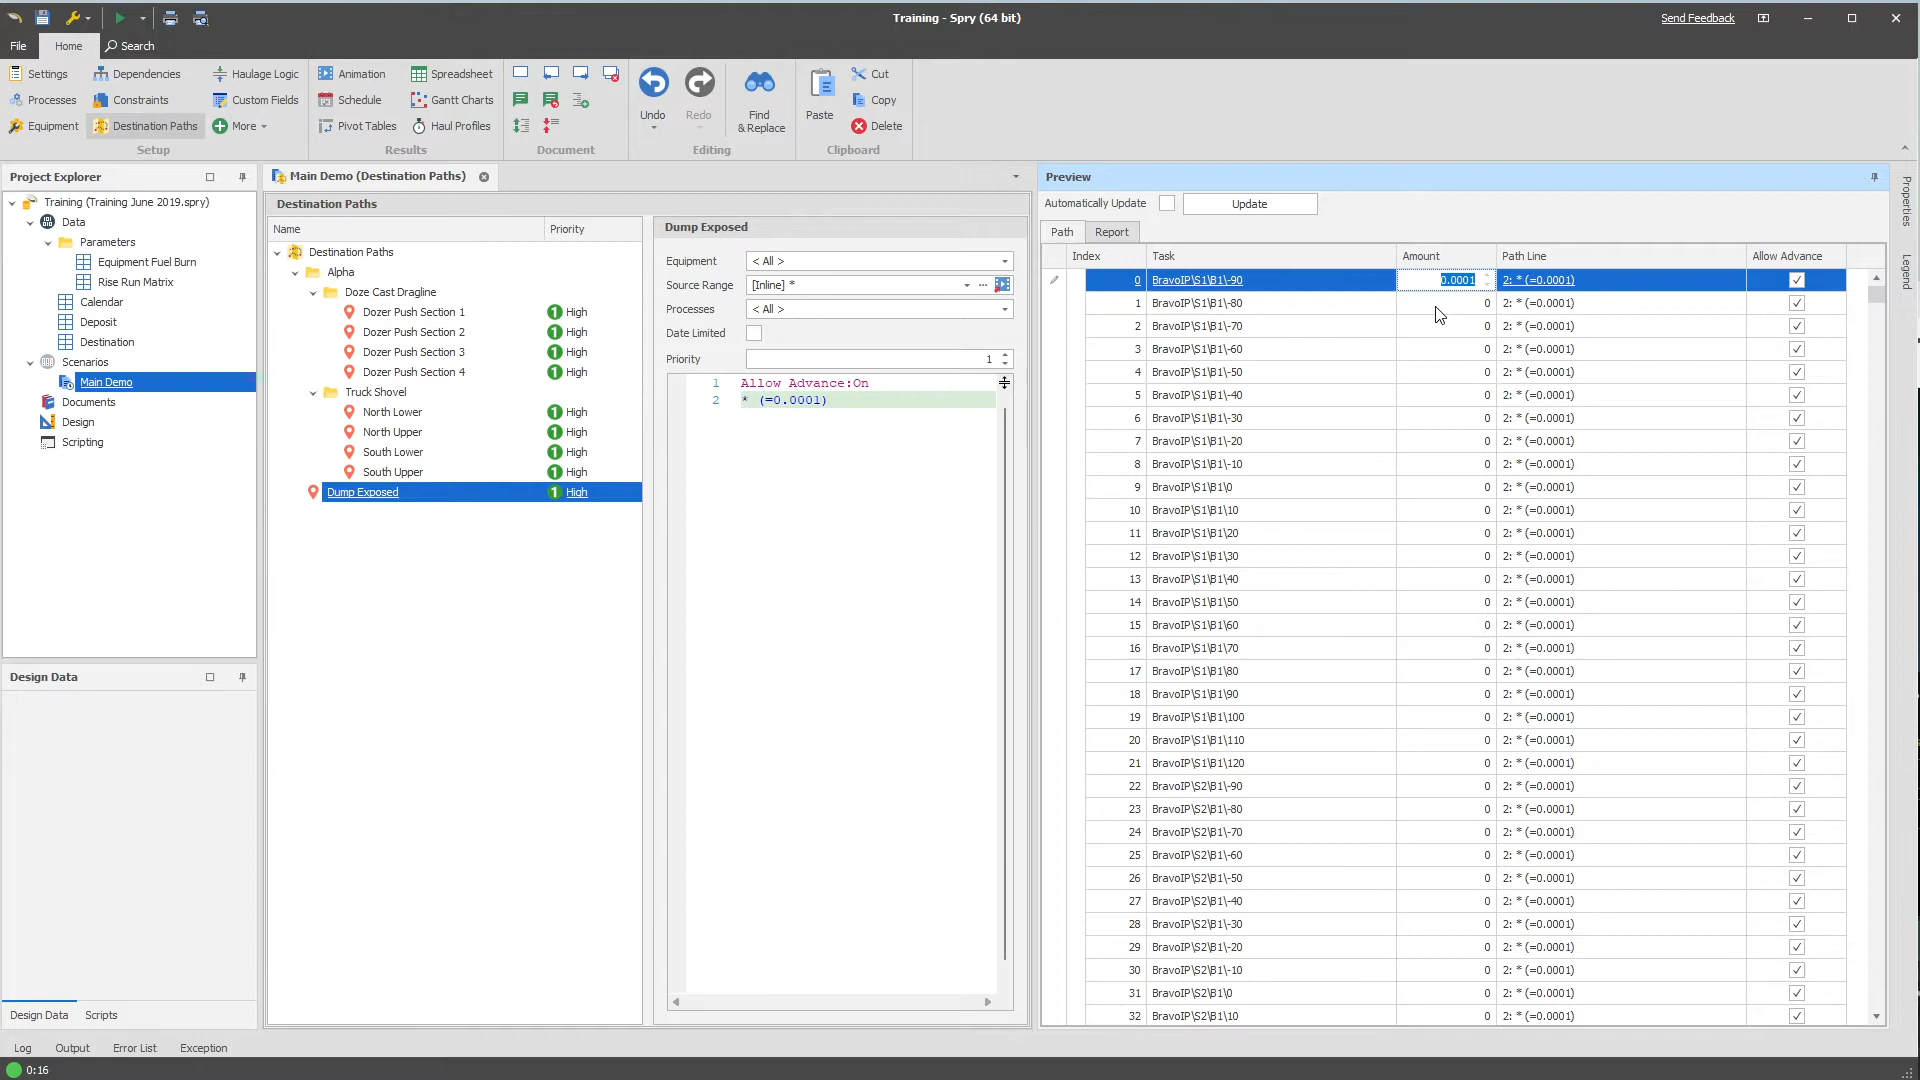 Training - Spry (64 bit)
Send Feedback
File
Home
Search
Settings
Dependencies
Haulage Logic
Processes
Constraints
Custom Fields
Equipment
Destination Paths
More
Setup
Animation
Spreadsheet
Schedule
Gantt Charts
Pivot Tables
Haul Profiles
Results
Document
Undo
Redo
Find
& Replace
Editing
Paste
Cut
Copy
Delete
Clipboard
Project Explorer
Training (Training June 2019.spry)
Data
Parameters
Equipment Fuel Burn
Rise Run Matrix
Calendar
Deposit
Destination
Scenarios
Main Demo
Documents
Design
Scripting
Design Data
Design Data
Scripts
Main Demo (Destination Paths)
Destination Paths
Name
Priority
Destination Paths
Alpha
Doze Cast Dragline
Dozer Push Section 1 1 High
Dozer Push Section 2 1 High
Dozer Push Section 3 1 High
Dozer Push Section 4 1 High
Truck Shovel
North Lower 1 High
North Upper 1 High
South Lower 1 High
South Upper 1 High
Dump Exposed 1 High
Dump Exposed
Equipment < All >
Source Range [Inline] * ...
Processes < All >
Date Limited
Priority 1
1 Allow Advance:On
2 * (=0.0001)
Preview
Automatically Update
Update
Path
Report
Index Task Amount Path Line Allow Advance
0 BravoIP\S1\B1\-90 0.0001 2: * (=0.0001)
1 BravoIP\S1\B1\-80 0 2: * (=0.0001)
2 BravoIP\S1\B1\-70 0 2: * (=0.0001)
3 BravoIP\S1\B1\-60 0 2: * (=0.0001)
4 BravoIP\S1\B1\-50 0 2: * (=0.0001)
5 BravoIP\S1\B1\-40 0 2: * (=0.0001)
6 BravoIP\S1\B1\-30 0 2: * (=0.0001)
7 BravoIP\S1\B1\-20 0 2: * (=0.0001)
8 BravoIP\S1\B1\-10 0 2: * (=0.0001)
9 BravoIP\S1\B1\0 0 2: * (=0.0001)
10 BravoIP\S1\B1\10 0 2: * (=0.0001)
11 BravoIP\S1\B1\20 0 2: * (=0.0001)
12 BravoIP\S1\B1\30 0 2: * (=0.0001)
13 BravoIP\S1\B1\40 0 2: * (=0.0001)
14 BravoIP\S1\B1\50 0 2: * (=0.0001)
15 BravoIP\S1\B1\60 0 2: * (=0.0001)
16 BravoIP\S1\B1\70 0 2: * (=0.0001)
17 BravoIP\S1\B1\80 0 2: * (=0.0001)
18 BravoIP\S1\B1\90 0 2: * (=0.0001)
19 BravoIP\S1\B1\100 0 2: * (=0.0001)
20 BravoIP\S1\B1\110 0 2: * (=0.0001)
21 BravoIP\S1\B1\120 0 2: * (=0.0001)
22 BravoIP\S2\B1\-90 0 2: * (=0.0001)
23 BravoIP\S2\B1\-80 0 2: * (=0.0001)
24 BravoIP\S2\B1\-70 0 2: * (=0.0001)
25 BravoIP\S2\B1\-60 0 2: * (=0.0001)
26 BravoIP\S2\B1\-50 0 2: * (=0.0001)
27 BravoIP\S2\B1\-40 0 2: * (=0.0001)
28 BravoIP\S2\B1\-30 0 2: * (=0.0001)
29 BravoIP\S2\B1\-20 0 2: * (=0.0001)
30 BravoIP\S2\B1\-10 0 2: * (=0.0001)
31 BravoIP\S2\B1\0 0 2: * (=0.0001)
32 BravoIP\S2\B1\10 0 2: * (=0.0001)
Properties
Legend
Log
Output
Error List
Exception
0:16